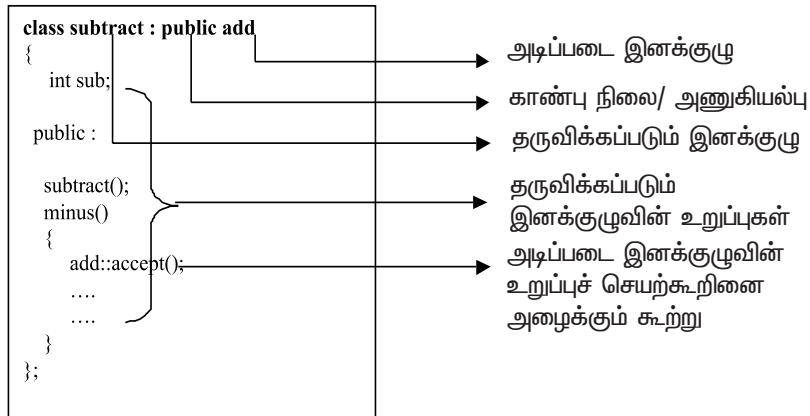 class subtract : public add
{
int sub;
public :
subtract();
minus()
{
add::accept();
....
....
}
};
அடிப்படை இனக்குழு
காண்பு நிலை/ அணுகியல்பு
தருவிக்கப்படும் இனக்குழு
தருவிக்கப்படும்
இனக்குழுவின் உறுப்புகள்
அடிப்படை இனக்குழுவின்
உறுப்புச் செயற்கூறினை
அழைக்கும் கூற்று